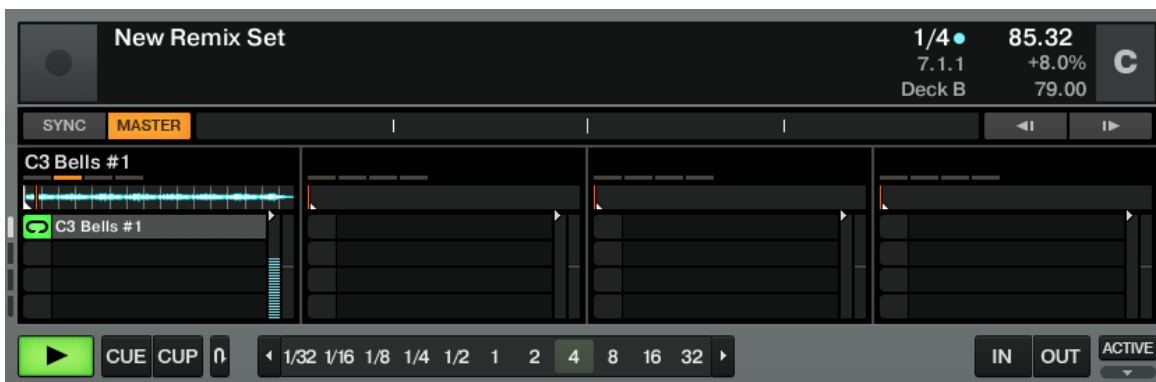 New Remix Set
1/4 85.32
7.1.1 +8.0%
Deck B 79.00
C
SYNC MASTER
C3 Bells #1
C3 Bells #1
CUE CUP
1/32 1/16 1/8 1/4 1/2 1 2 4 8 16 32
IN OUT ACTIVE